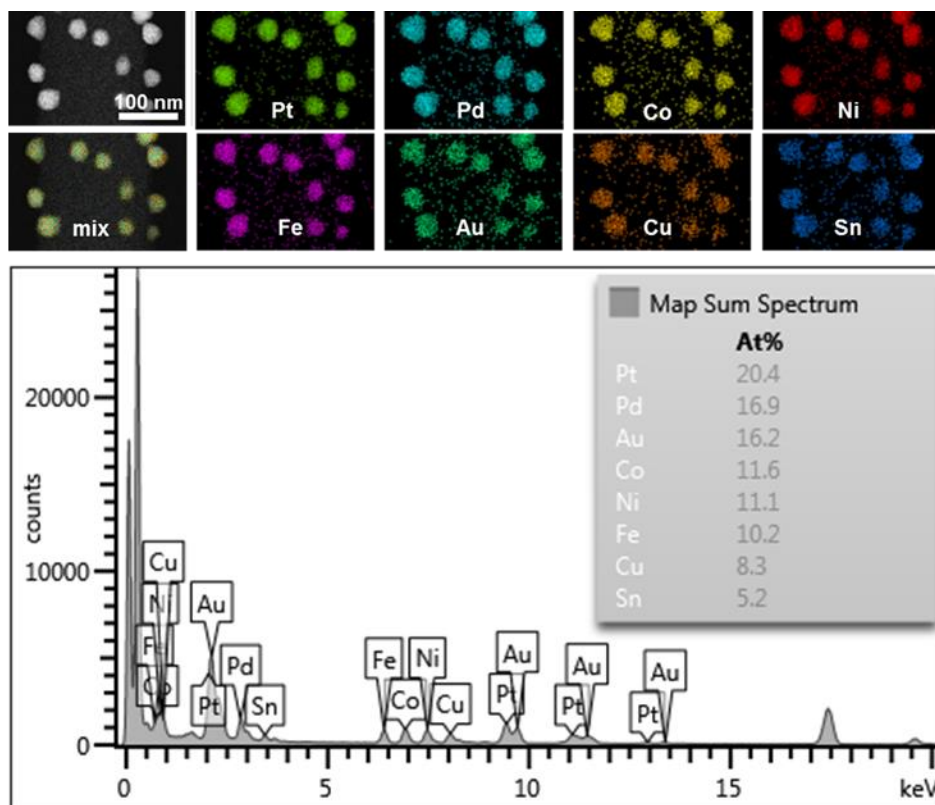 100 nm
Pt
Pd
Co
Ni
mix
Fe
Au
Cu
Sn
Map Sum Spectrum
At%
Pt 20.4
Pd 16.9
Au 16.2
Co 11.6
Ni 11.1
Fe 10.2
Cu 8.3
Sn 5.2
counts
20000
10000
0
Cu
Au
Pd
Pt
Sn
Fe
Co
Ni
Cu
Pt
Au
Pt
Au
Pt
Au
0 5 10 15 keV